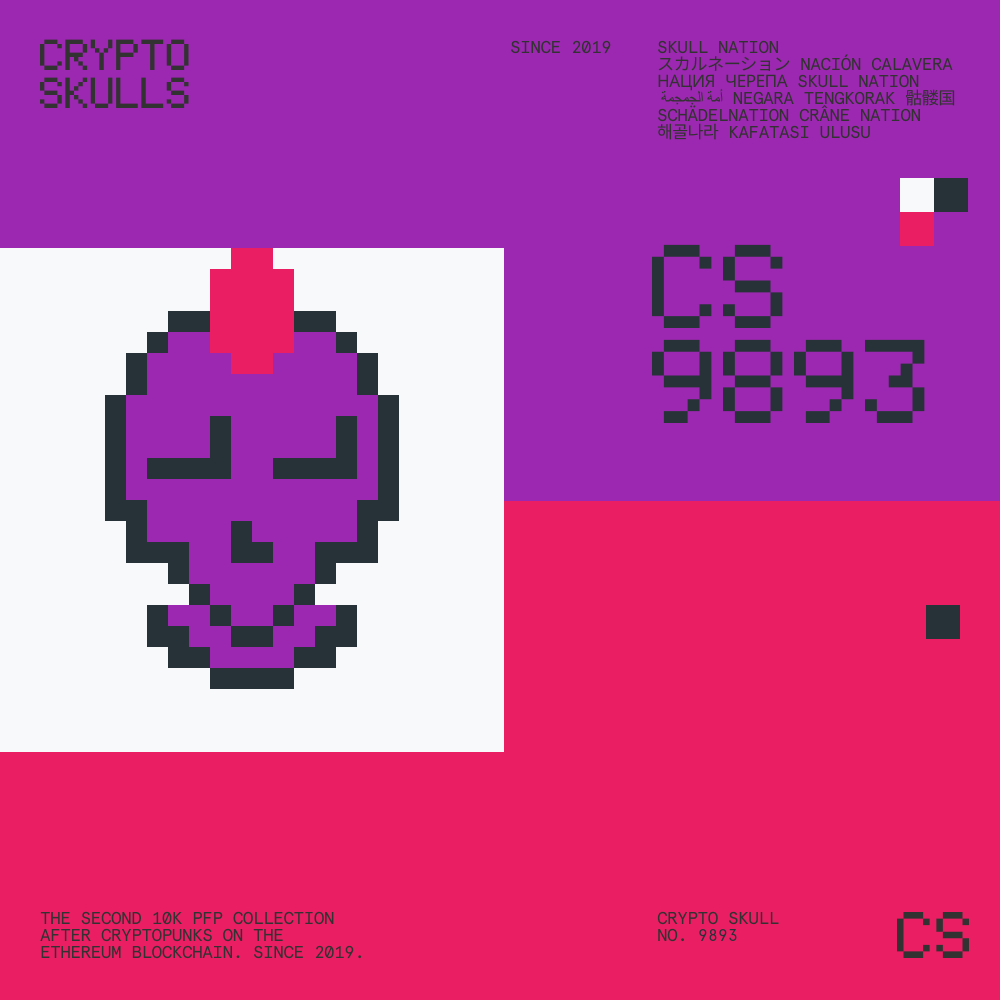 CRYPTO
SKULLS
SINCE 2019
SKULL NATION
スカルネーション NACIÓN CALAVERA
НАЦИЯ ЧЕРЕПА SKULL NATION
أمة الجمجمة NEGARA TENGKORAK 骷髅国
SCHÄDELNATION CRÂNE NATION
해골나라 KAFATASI ULUSU
CS
9893
THE SECOND 10K PFP COLLECTION
AFTER CRYPTOPUNKS ON THE
ETHEREUM BLOCKCHAIN. SINCE 2019.
CRYPTO SKULL
NO. 9893
CS